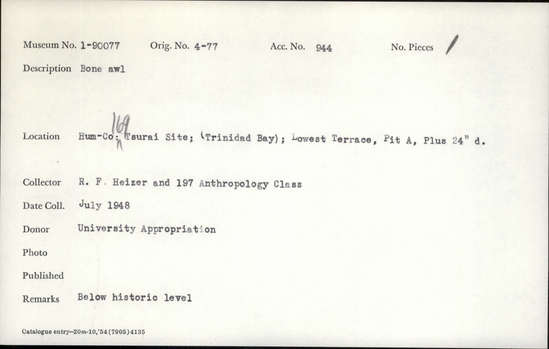 Museum No. 1-90077 Orig. No. 4-77 Acc. No. 944 No. Pieces 1
Description Bone awl
169
Location Hum-Co; Tsurai Site; (Trinidad Bay); Lowest Terrace, Pit A, Plus 24" d.
Collector R. F. Heizer and 197 Anthropology Class
Date Coll. July 1948
Donor University Appropriation
Photo
Published
Remarks Below historic level
Catalogue entry—20m-10,'54(7905)4135